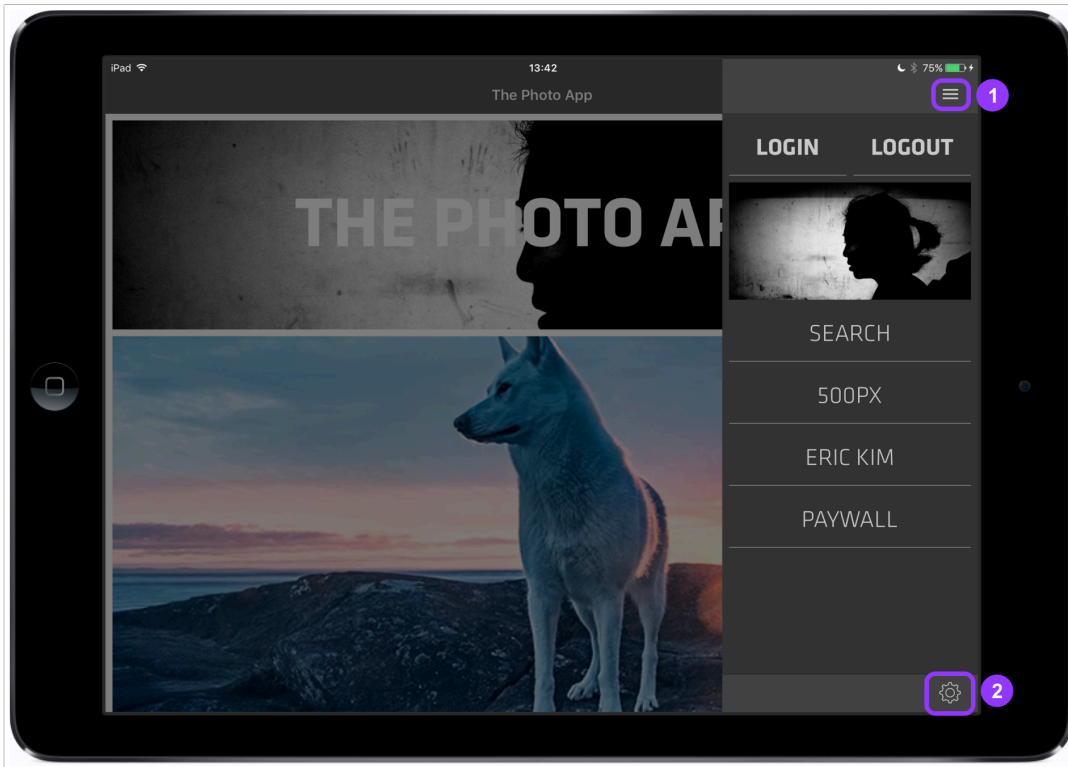 iPad 13:42 75%
The Photo App
1
LOGIN LOGOUT
THE PHOTO AP
SEARCH
500PX
ERIC KIM
PAYWALL
2